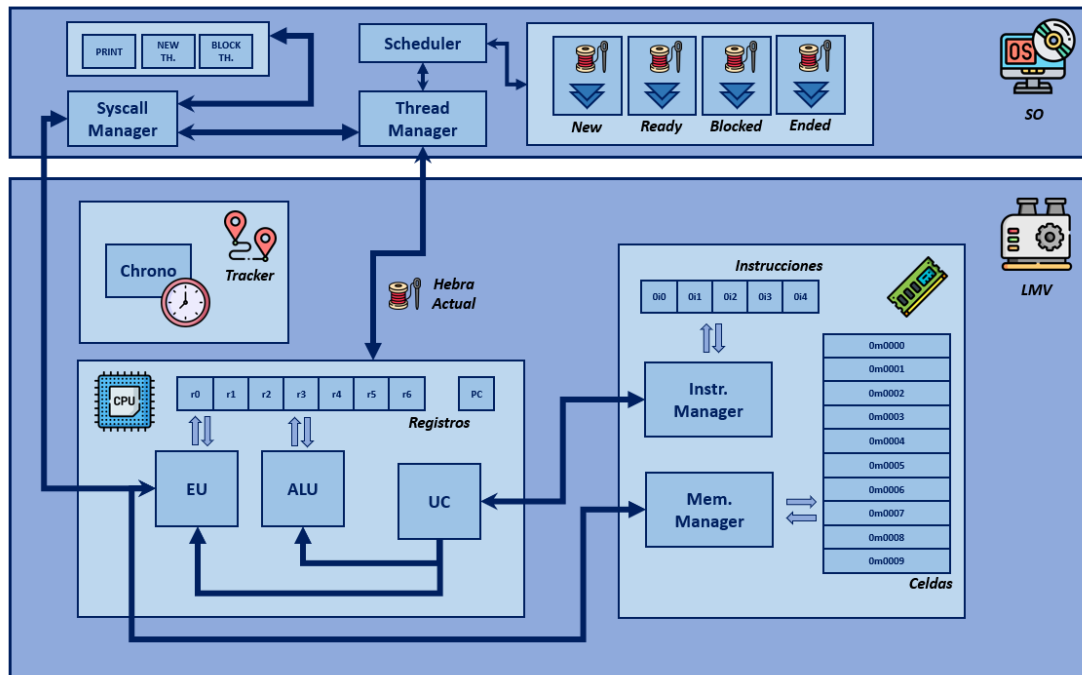 PRINT
NEW
TH.
BLOCK
TH.
Scheduler
Syscall
Manager
Thread
Manager
New
Ready
Blocked
Ended
OS
SO
Chrono
Tracker
Hebra
Actual
LMV
CPU
r0
r1
r2
r3
r4
r5
r6
PC
Registros
EU
ALU
UC
Instrucciones
0i0
0i1
0i2
0i3
0i4
Instr.
Manager
Mem.
Manager
0m0000
0m0001
0m0002
0m0003
0m0004
0m0005
0m0006
0m0007
0m0008
0m0009
Celdas